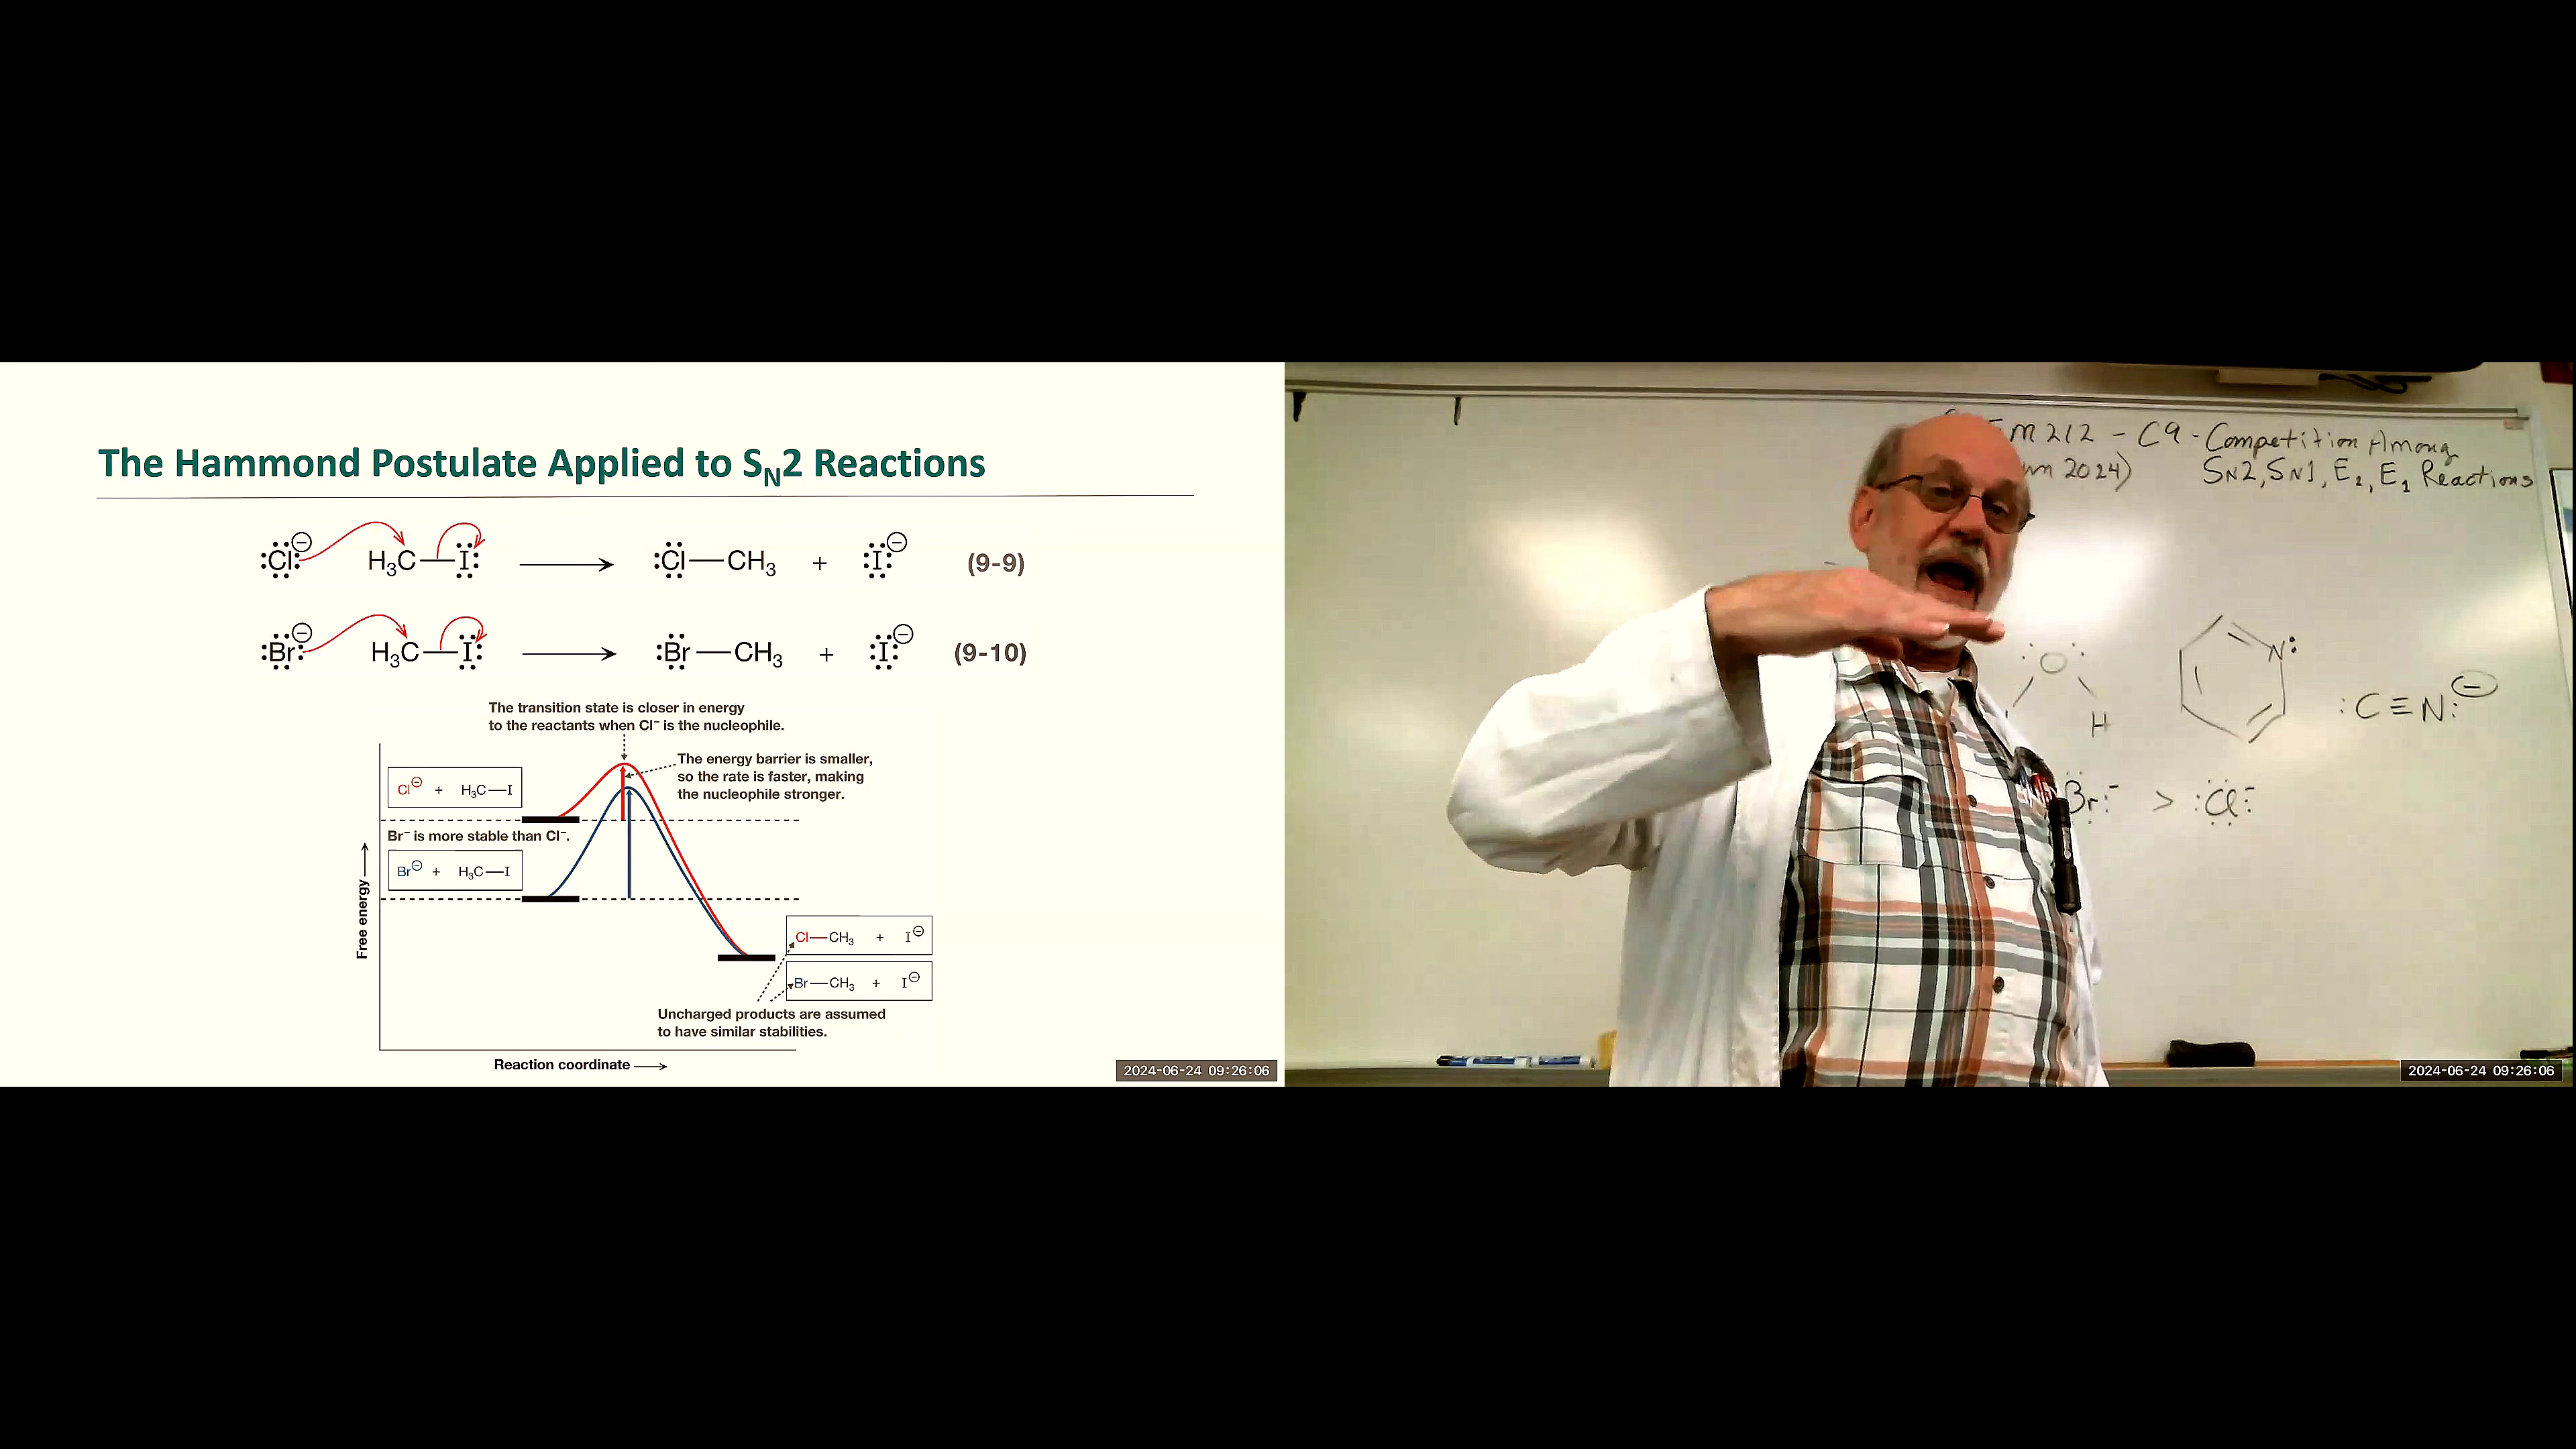 The Hammond Postulate Applied to SN2 Reactions
:Cl:⊖ H3C—I: → :Cl—CH3 + :I:⊖ (9-9)
:Br:⊖ H3C—I: → :Br—CH3 + :I:⊖ (9-10)
The transition state is closer in energy
to the reactants when Cl⁻ is the nucleophile.
The energy barrier is smaller,
so the rate is faster, making
the nucleophile stronger.
Cl⊖ + H3C—I
Br⁻ is more stable than Cl⁻.
Br⊖ + H3C—I
Free energy →
Cl—CH3 + I⊖
Br—CH3 + I⊖
Uncharged products are assumed
to have similar stabilities.
Reaction coordinate →
2024-06-24 09:26:06
M 212 - C9 - Competition Among
2024) SN2, SN1, E2, E1 Reactions
O
H
N:
:C≡N:⊖
Br:⁻ > :Cl:⁻
2024-06-24 09:26:06